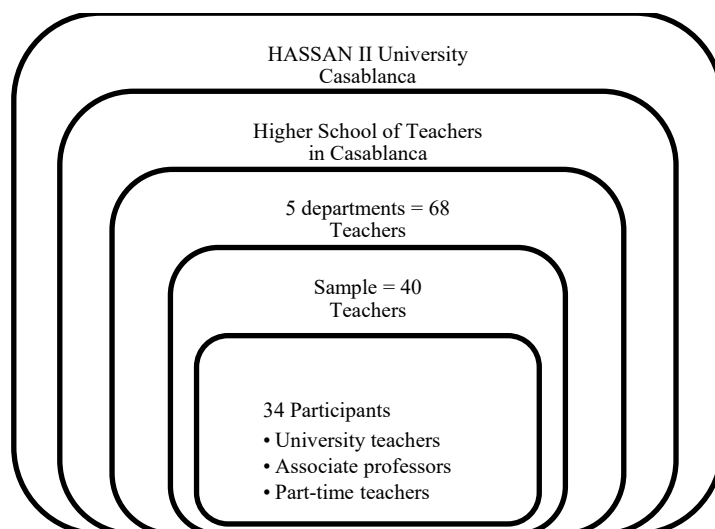 HASSAN II University
Casablanca
Higher School of Teachers
in Casablanca
5 departments = 68
Teachers
Sample = 40
Teachers
34 Participants
• University teachers
• Associate professors
• Part-time teachers